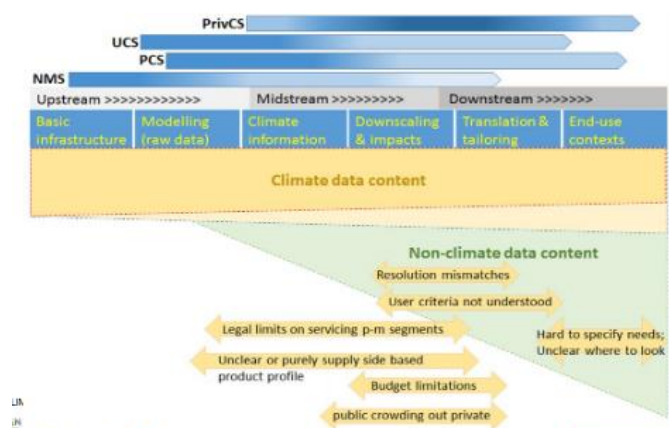 PrivCS
UCS
PCS
NMS
Upstream >>>>>>>>>>>> Midstream >>>>>>>>> Downstream >>>>>>>
Basic infrastructure
Modelling (raw data)
Climate information
Downscaling & impacts
Translation & tailoring
End-use contexts
Climate data content
Non-climate data content
Resolution mismatches
User criteria not understood
Legal limits on servicing p-m segments
Hard to specify needs;
Unclear where to look
Unclear or purely supply side based
product profile
Budget limitations
public crowding out private